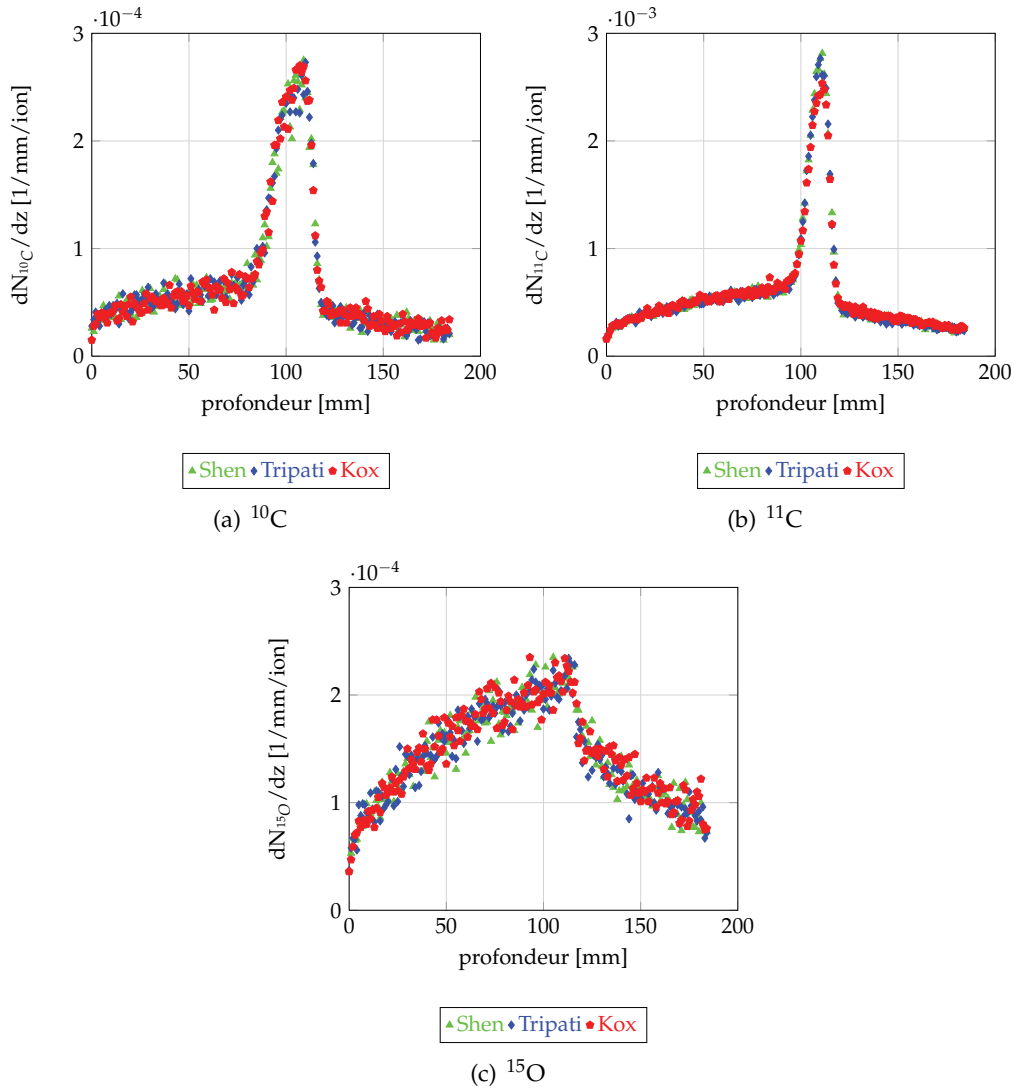 ·10−4
3
2
1
0
dN10C/dz [1/mm/ion]
0 50 100 150 200
profondeur [mm]
Shen Tripati Kox
(a) 10C
·10−3
3
2
1
0
dN11C/dz [1/mm/ion]
0 50 100 150 200
profondeur [mm]
Shen Tripati Kox
(b) 11C
·10−4
3
2
1
0
dN15O/dz [1/mm/ion]
0 50 100 150 200
profondeur [mm]
Shen Tripati Kox
(c) 15O